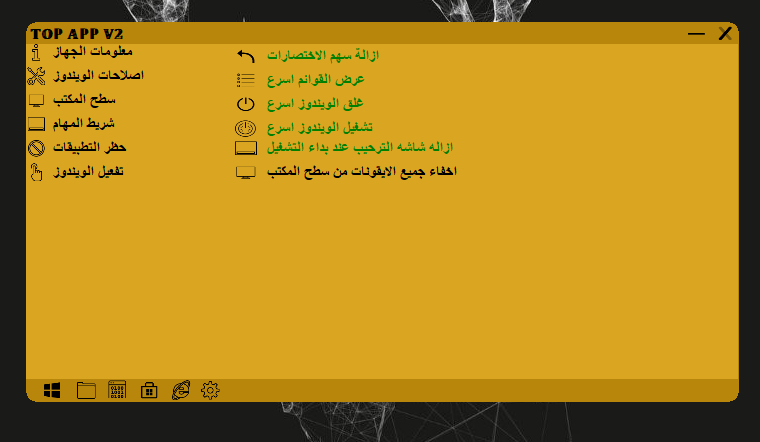 TOP APP V2
معلومات الجهاز
اصلاحات الويندوز
سطح المكتب
شريط المهام
حظر التطبيقات
تفعيل الويندوز
ازالة سهم الاختصارات
عرض القوائم اسرع
غلق الويندوز اسرع
تشغيل الويندوز اسرع
ازاله شاشه الترحيب عند بداء التشغيل
اخفاء جميع الايقونات من سطح المكتب